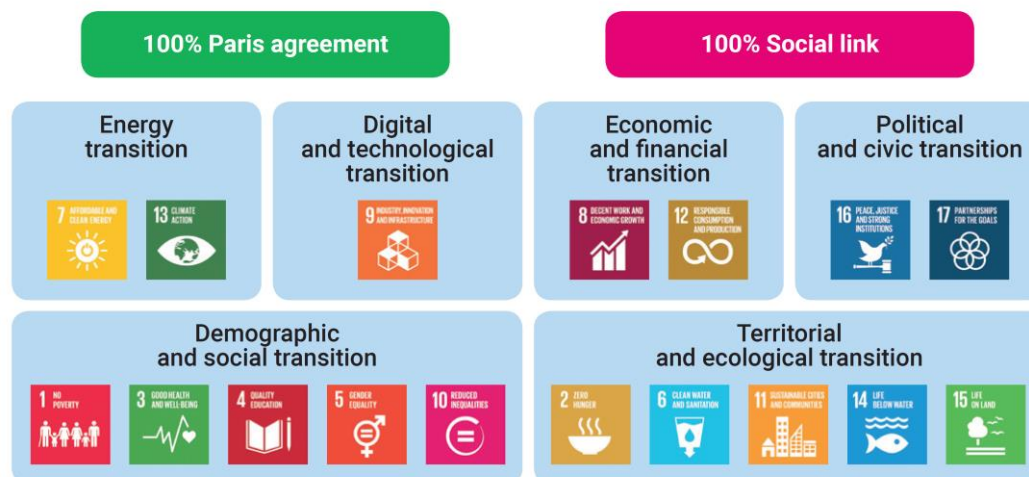 100% Paris agreement
100% Social link
Energy
transition
7 AFFORDABLE AND
CLEAN ENERGY
13 CLIMATE
ACTION
Digital
and technological
transition
9 INDUSTRY, INNOVATION
AND INFRASTRUCTURE
Economic
and financial
transition
8 DECENT WORK AND
ECONOMIC GROWTH
12 RESPONSIBLE
CONSUMPTION
AND PRODUCTION
Political
and civic transition
16 PEACE, JUSTICE
AND STRONG
INSTITUTIONS
17 PARTNERSHIPS
FOR THE GOALS
Demographic
and social transition
1 NO
POVERTY
3 GOOD HEALTH
AND WELL-BEING
4 QUALITY
EDUCATION
5 GENDER
EQUALITY
10 REDUCED
INEQUALITIES
Territorial
and ecological transition
2 ZERO
HUNGER
6 CLEAN WATER
AND SANITATION
11 SUSTAINABLE CITIES
AND COMMUNITIES
14 LIFE
BELOW WATER
15 LIFE
ON LAND